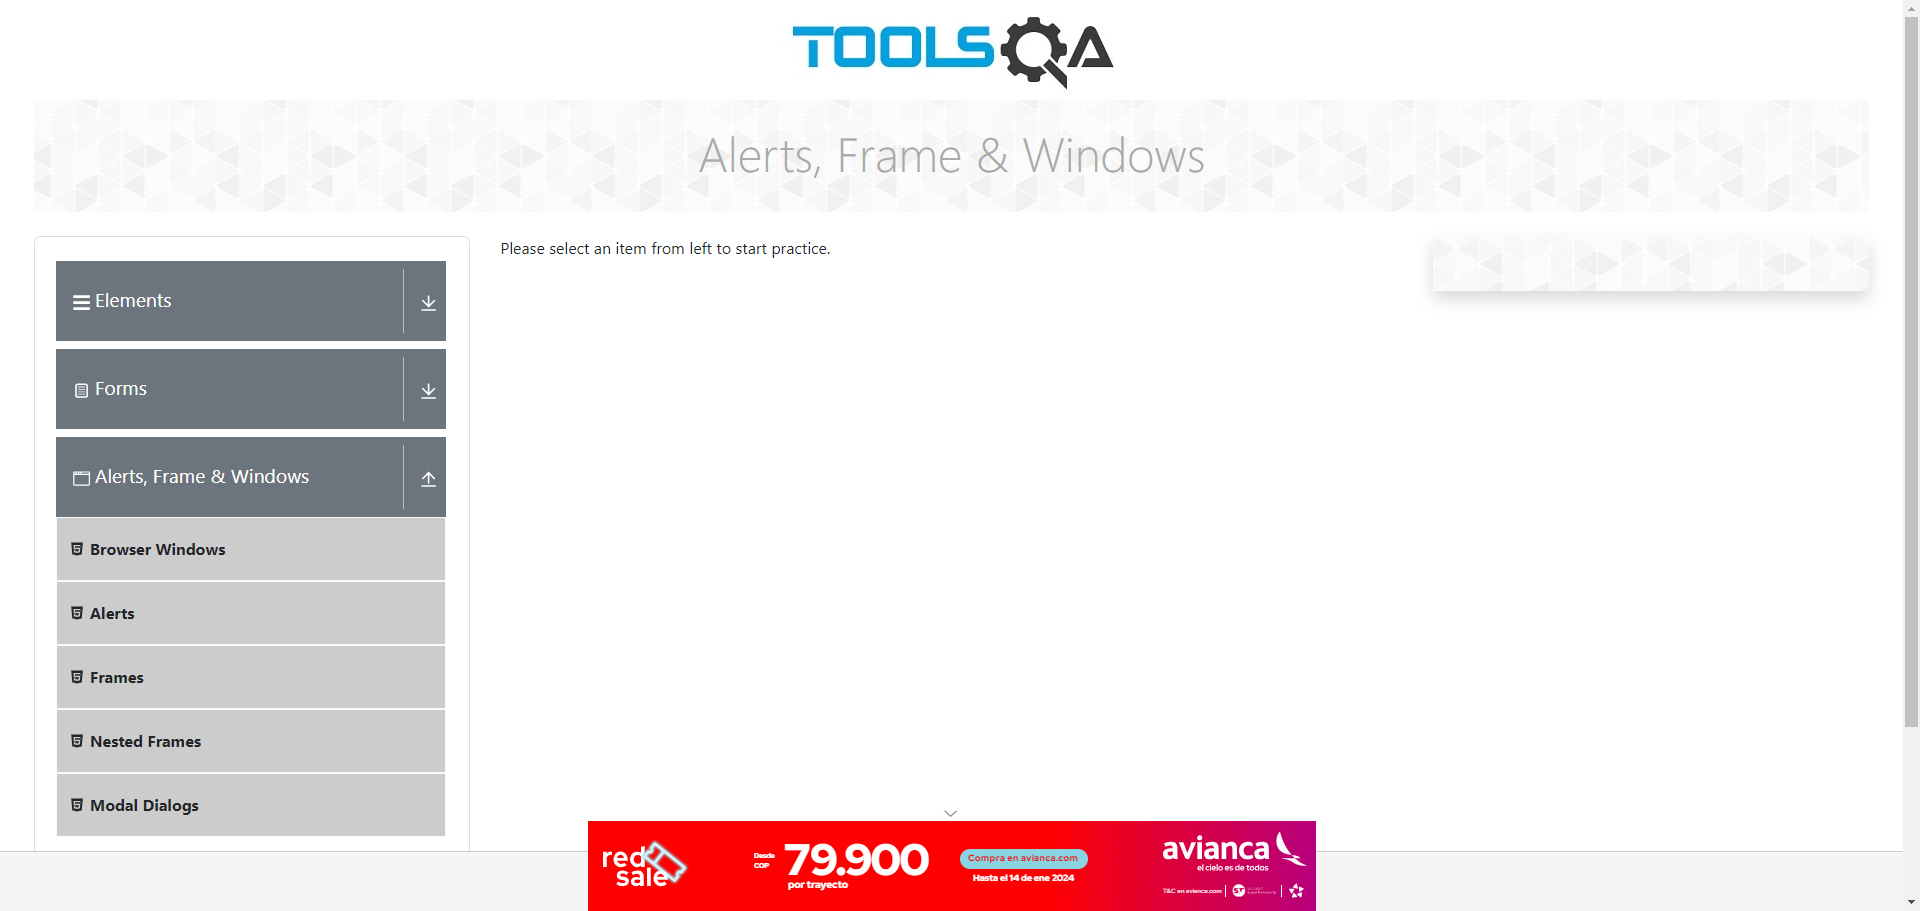 TOOLSQA
Alerts, Frame & Windows
Please select an item from left to start practice.
Elements
Forms
Alerts, Frame & Windows
Browser Windows
Alerts
Frames
Nested Frames
Modal Dialogs
red sale
Desde COP 79.900
por trayecto
Compra en avianca.com
Hasta el 14 de ene 2024
avianca
el cielo es de todos
T&C en avianca.com
ST